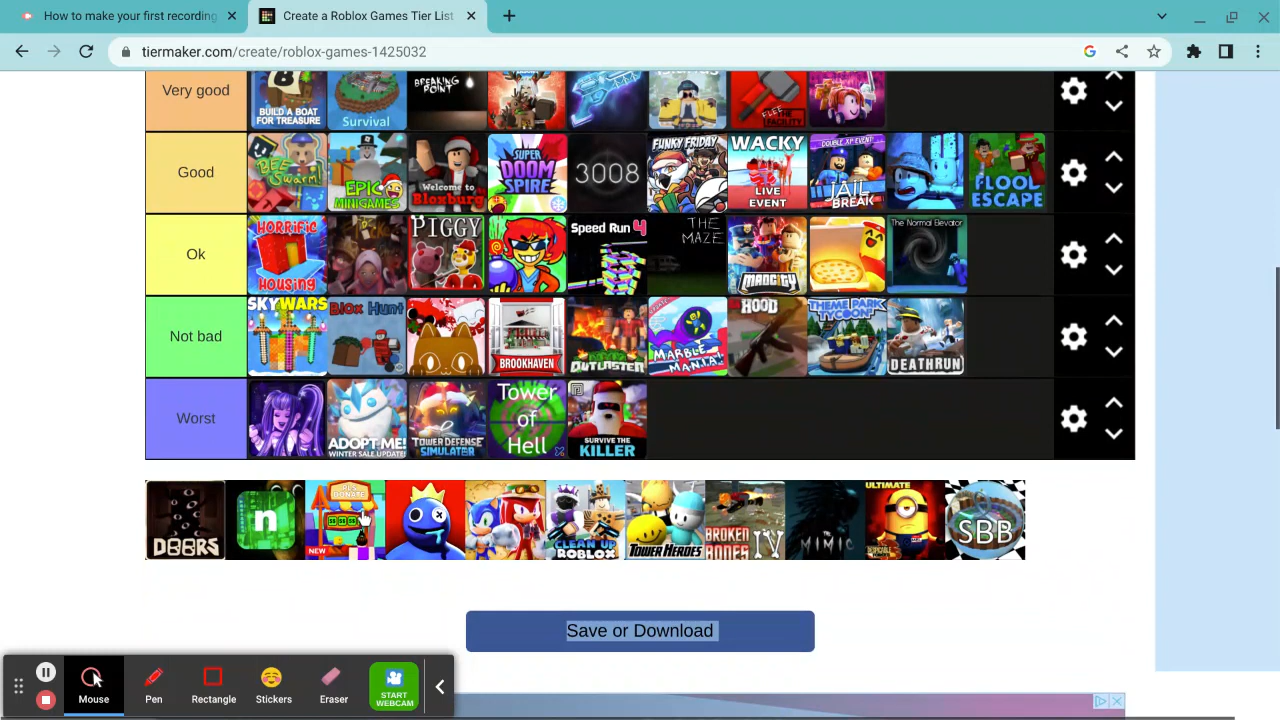 How to make your first recording
Create a Roblox Games Tier List
tiermaker.com/create/roblox-games-1425032
Very good
BUILD A BOAT
FOR TREASURE
Survival
BREAKING
POINT
FLEE THE
FACILITY
Good
BEE
Swarm!
EPIC
MINIGAMES
Welcome to
Bloxburg
SUPER
DOOM
SPIRE
3008
FUNKY FRIDAY
WACKY
LIVE
EVENT
DOUBLE XP EVENT!
JAIL
BREAK
FLOOD
ESCAPE
Ok
HORRIFIC
HOUSING
PIGGY
Speed Run 4
THE
MAZE
MADCITY
The Normal Elevator
Not bad
SKYWARS
Blox Hunt
BROOKHAVEN
OUTLASTER
MARBLE
MANIA!
HOOD
THEME PARK
TYCOON
DEATHRUN
Worst
ADOPT ME!
WINTER SALE UPDATE!
TOWER DEFENSE
SIMULATOR
Tower
of
Hell
SURVIVE THE
KILLER
DOORS
n
PLS
DONATE
NEW
CLEAN UP
ROBLOX
TOWER HEROES
BROKEN
BONES IV
MIMIC
ULTIMATE
SBB
Save or Download
Mouse
Pen
Rectangle
Stickers
Eraser
START
WEBCAM